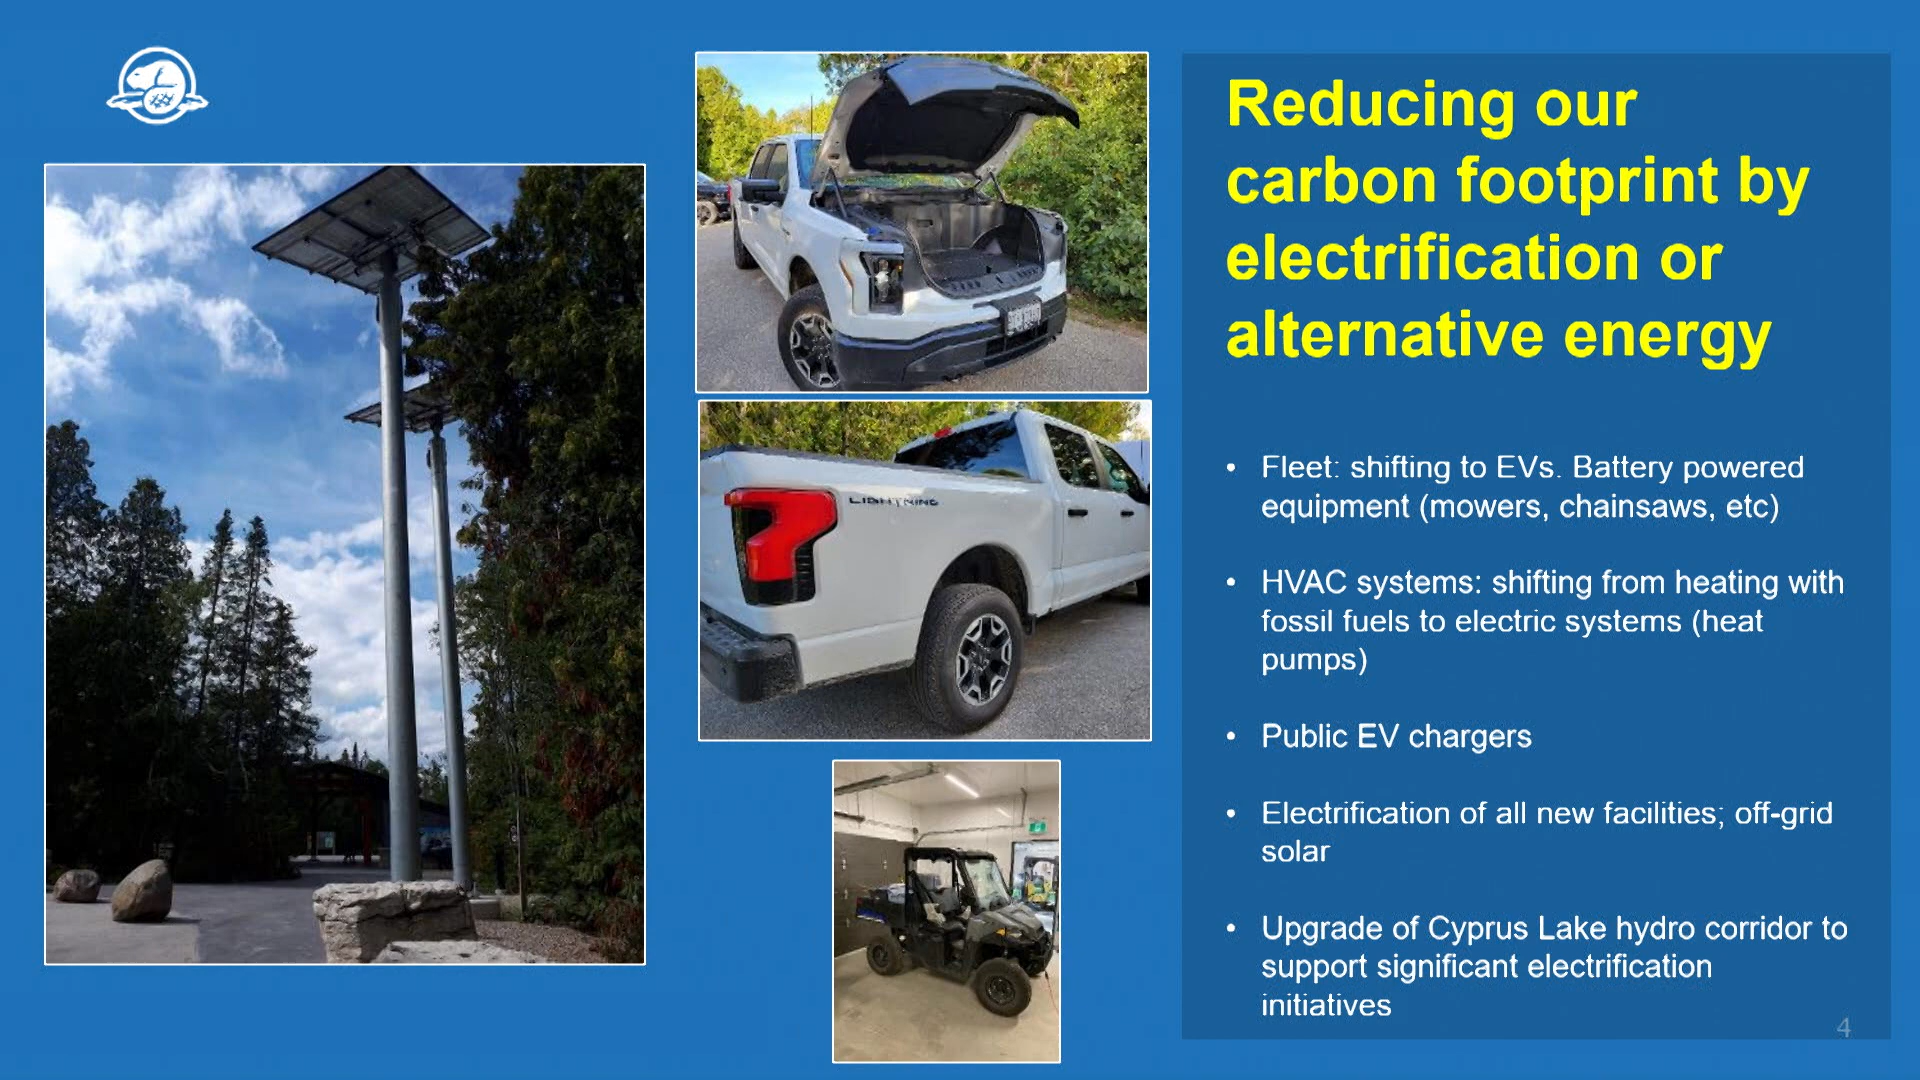 Reducing our
carbon footprint by
electrification or
alternative energy
• Fleet: shifting to EVs. Battery powered
equipment (mowers, chainsaws, etc)
• HVAC systems: shifting from heating with
fossil fuels to electric systems (heat
pumps)
• Public EV chargers
• Electrification of all new facilities; off-grid
solar
• Upgrade of Cyprus Lake hydro corridor to
support significant electrification
initiatives
4
LIGHTNING